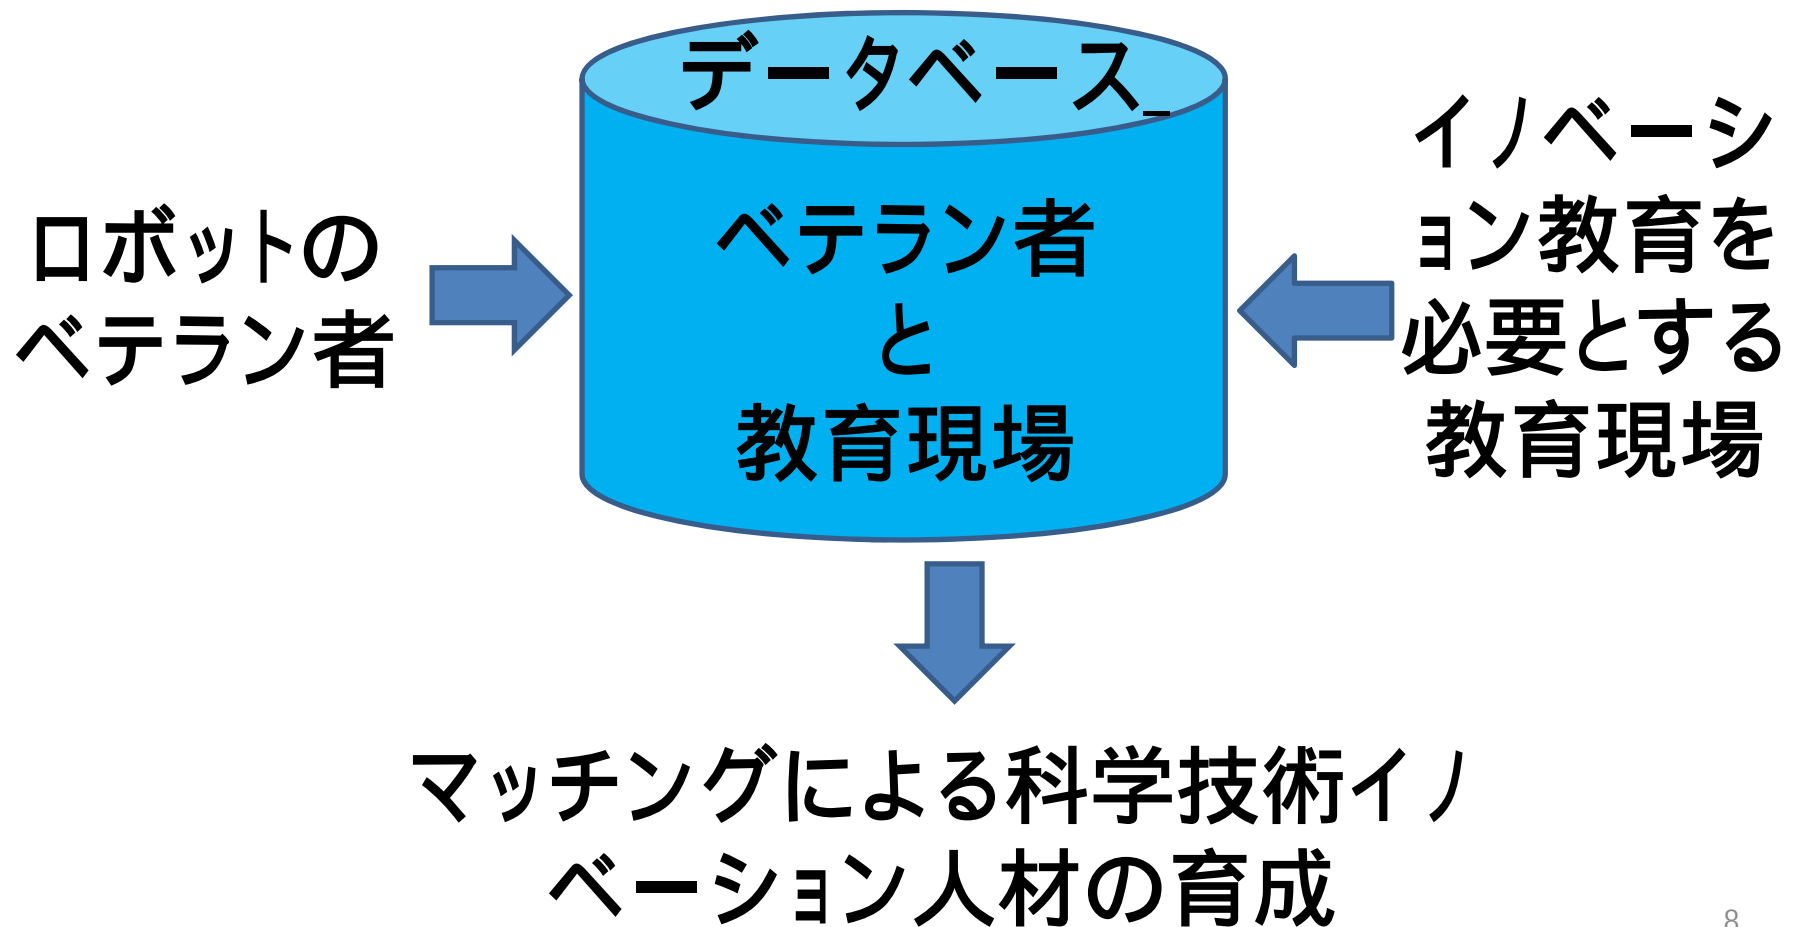 データベース_
ベテラン者
と
教育現場
ロボットの
ベテラン者
イノベーシ
ョン教育を
必要とする
教育現場
マッチングによる科学技術イノ
ベーション人材の育成
8